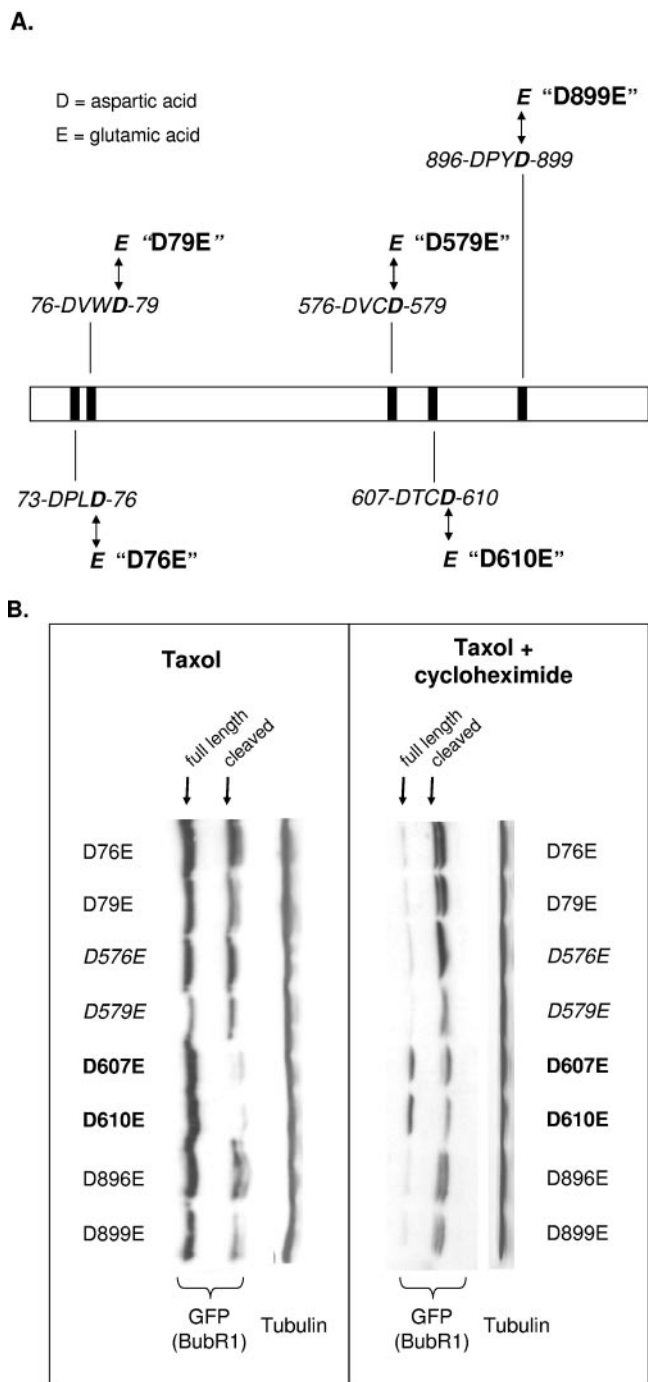 A.
D = aspartic acid
E = glutamic acid
E "D899E"
896-DPYD-899
E "D79E"
E "D579E"
76-DVWD-79
576-DVCD-579
73-DPLD-76
607-DTCD-610
E "D76E"
E "D610E"
B.
Taxol
Taxol +
cycloheximide
full length
cleaved
full length
cleaved
D76E
D76E
D79E
D79E
D576E
D576E
D579E
D579E
D607E
D607E
D610E
D610E
D896E
D896E
D899E
D899E
GFP
(BubR1)
Tubulin
GFP
(BubR1)
Tubulin